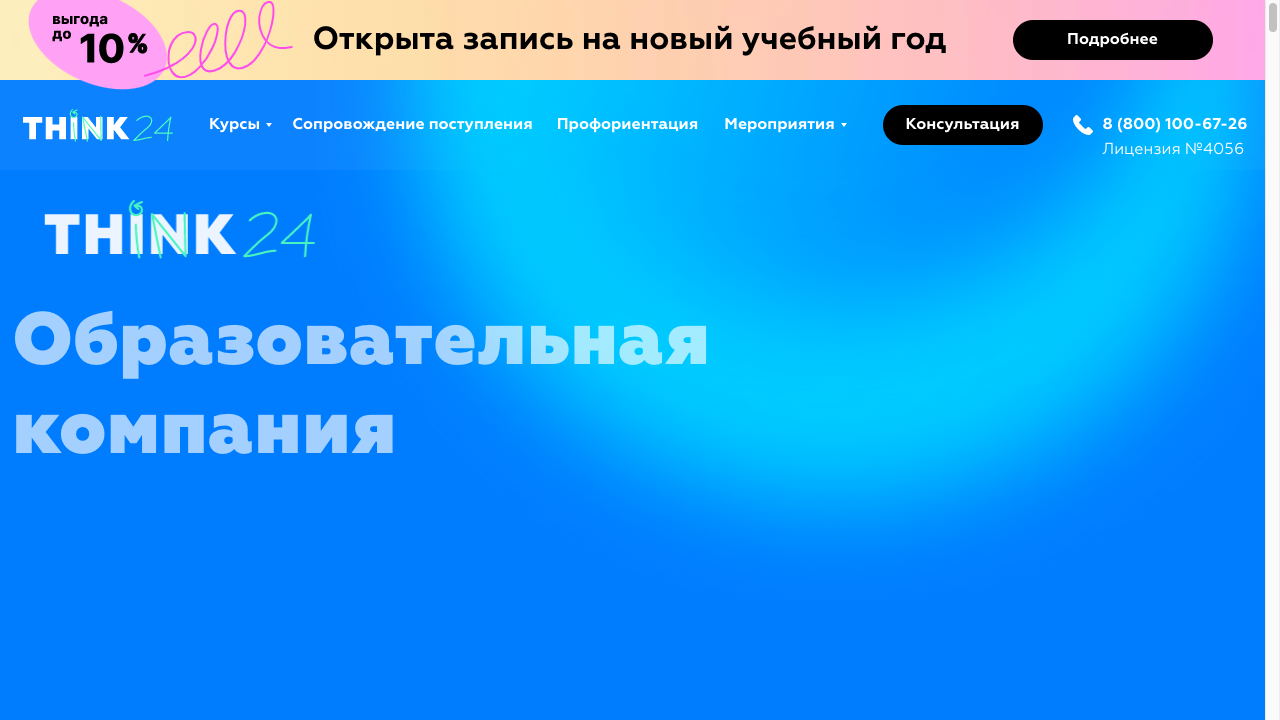 выгода
до 10%
Открыта запись на новый учебный год
Подробнее
THINK 24
Курсы
Сопровождение поступления
Профориентация
Мероприятия
Консультация
8 (800) 100-67-26
Лицензия №4056
THINK 24
Образовательная
компания